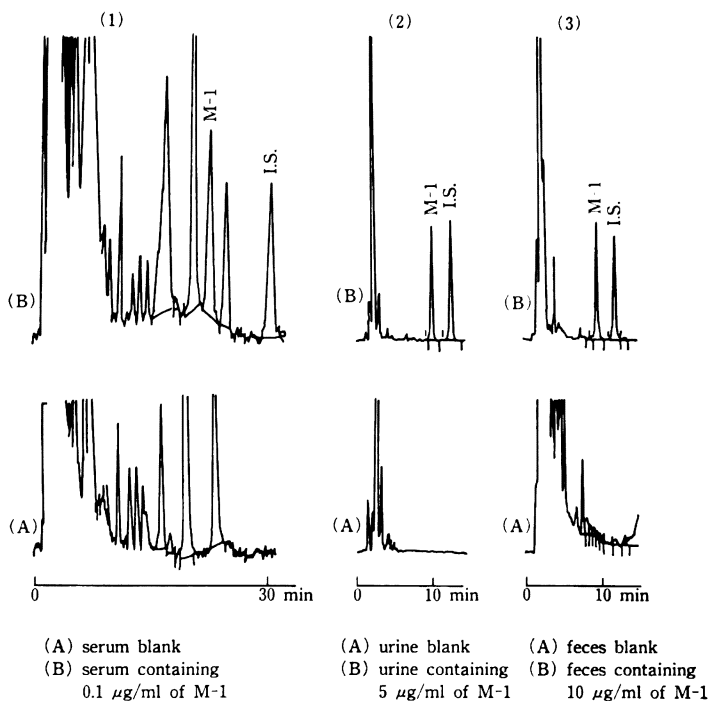 (1)
(2)
(3)
M-1
I.S.
M-1
I.S.
M-1
I.S.
(B)
(B)
(B)
(A)
(A)
(A)
0 30 min
0 10 min
0 10 min
(A) serum blank
(B) serum containing
0.1 μg/ml of M-1
(A) urine blank
(B) urine containing
5 μg/ml of M-1
(A) feces blank
(B) feces containing
10 μg/ml of M-1